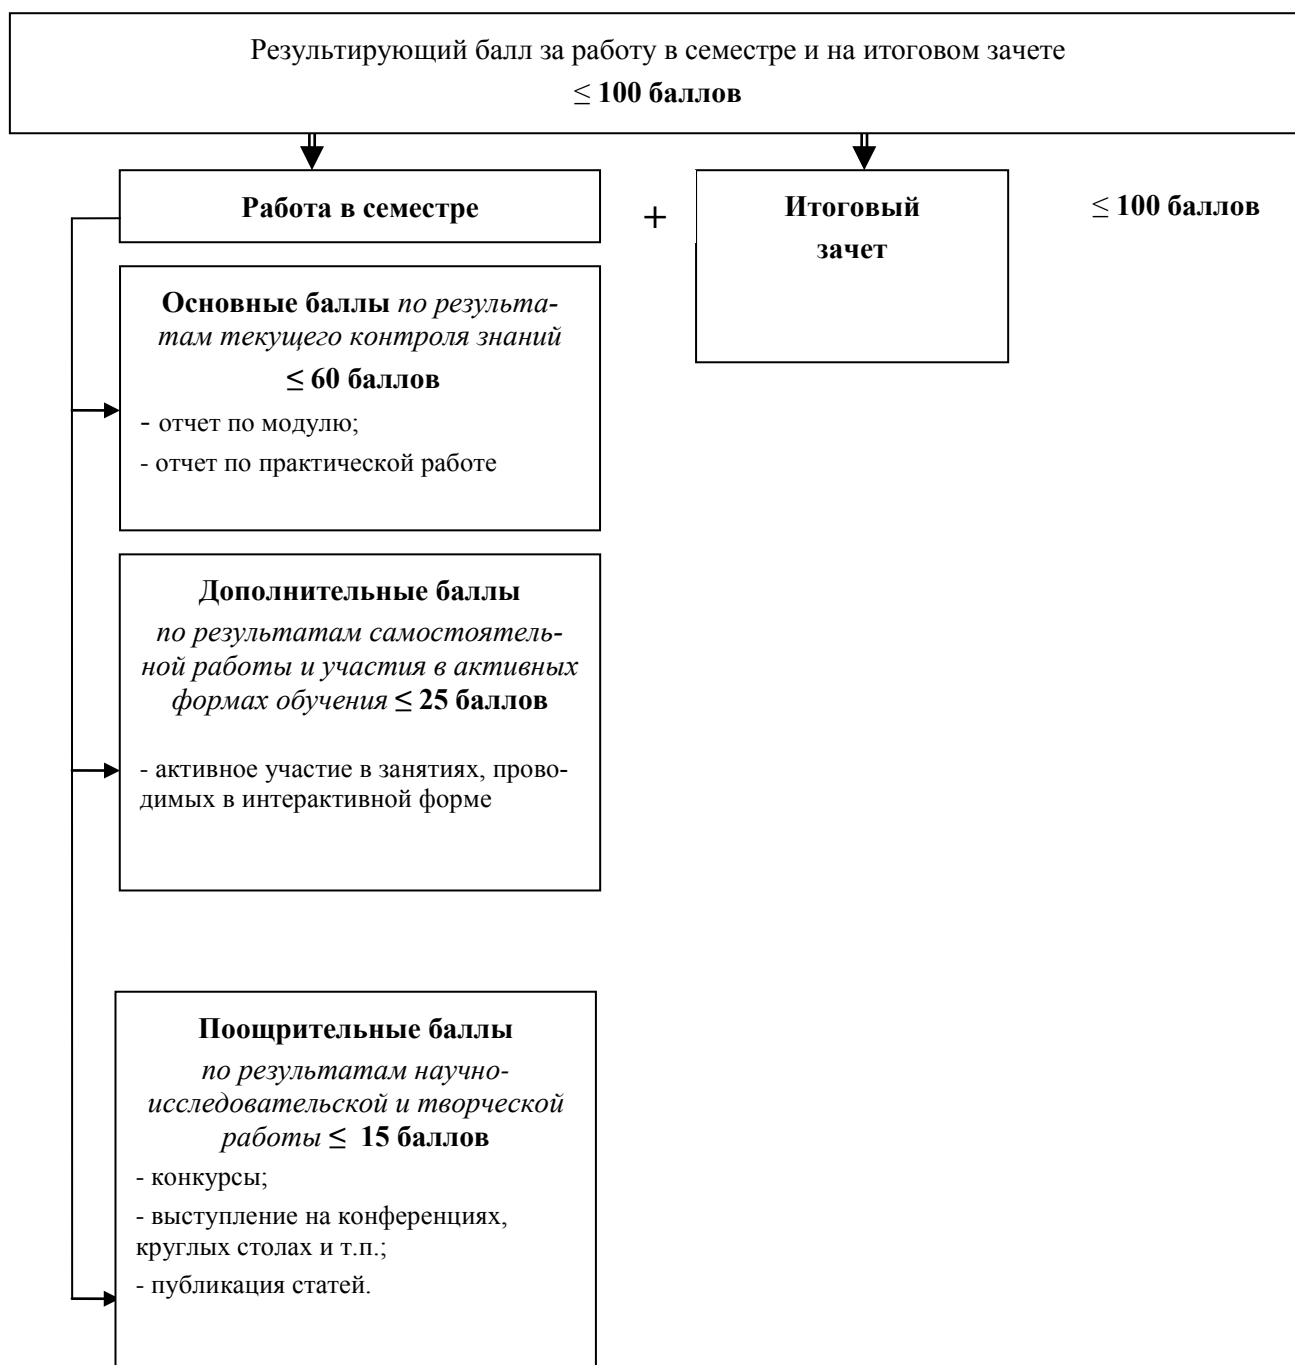 Результирующий балл за работу в семестре и на итоговом зачете
≤ 100 баллов
Работа в семестре
+
Итоговый
зачет
≤ 100 баллов
Основные баллы по результа-
там текущего контроля знаний
≤ 60 баллов
- отчет по модулю;
- отчет по практической работе
Дополнительные баллы
по результатам самостоятель-
ной работы и участия в активных
формах обучения ≤ 25 баллов
- активное участие в занятиях, прово-
димых в интерактивной форме
Поощрительные баллы
по результатам научно-
исследовательской и творческой
работы ≤ 15 баллов
- конкурсы;
- выступление на конференциях,
круглых столах и т.п.;
- публикация статей.